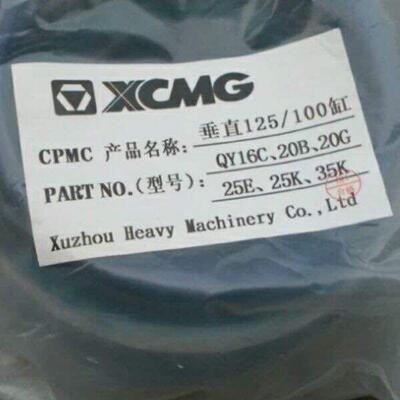 XCMG
CPMC 产品名称: 垂直125/100缸
QY16C、20B、20G
PART NO.(型号): 25E、25K、35K
Xuzhou Heavy Machinery Co.,Ltd